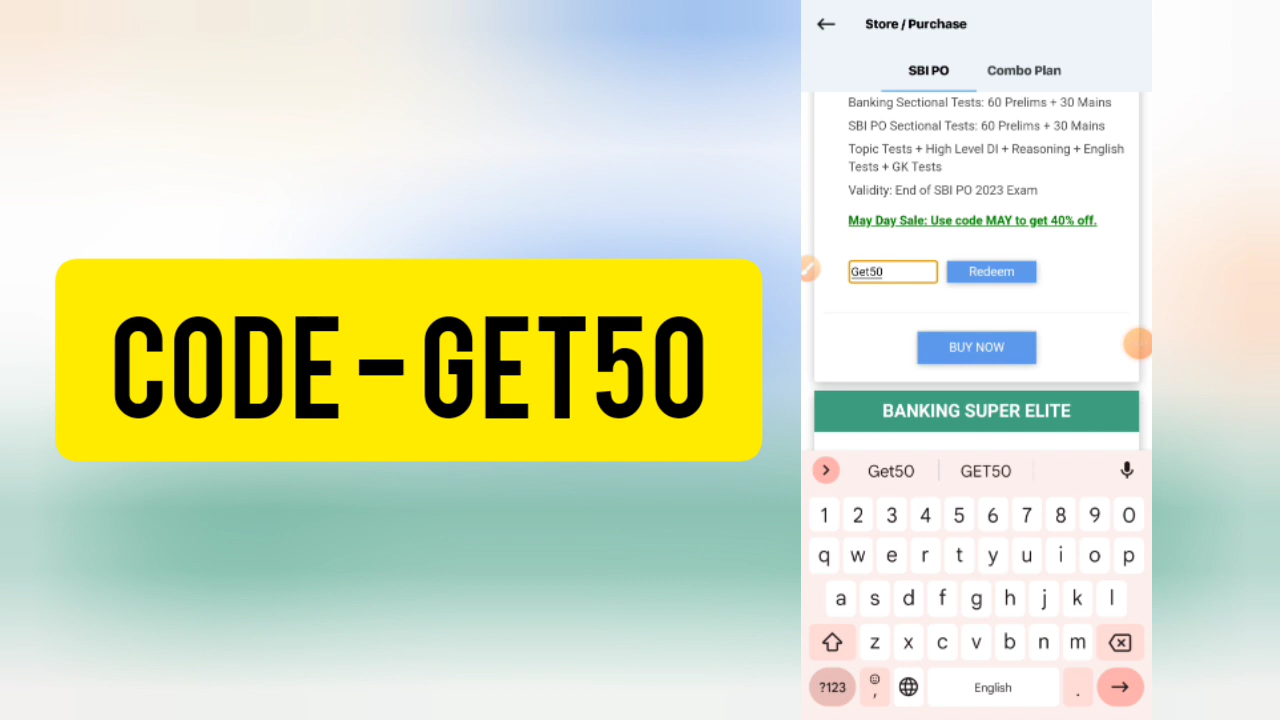 CODE - GET50
Store / Purchase
SBI PO Combo Plan
Banking Sectional Tests: 60 Prelims + 30 Mains
SBI PO Sectional Tests: 60 Prelims + 30 Mains
Topic Tests + High Level DI + Reasoning + English
Tests + GK Tests
Validity: End of SBI PO 2023 Exam
May Day Sale: Use code MAY to get 40% off.
Get50 Redeem
BUY NOW
BANKING SUPER ELITE
Get50 GET50
1 2 3 4 5 6 7 8 9 0
q w e r t y u i o p
a s d f g h j k l
z x c v b n m
?123 , English .